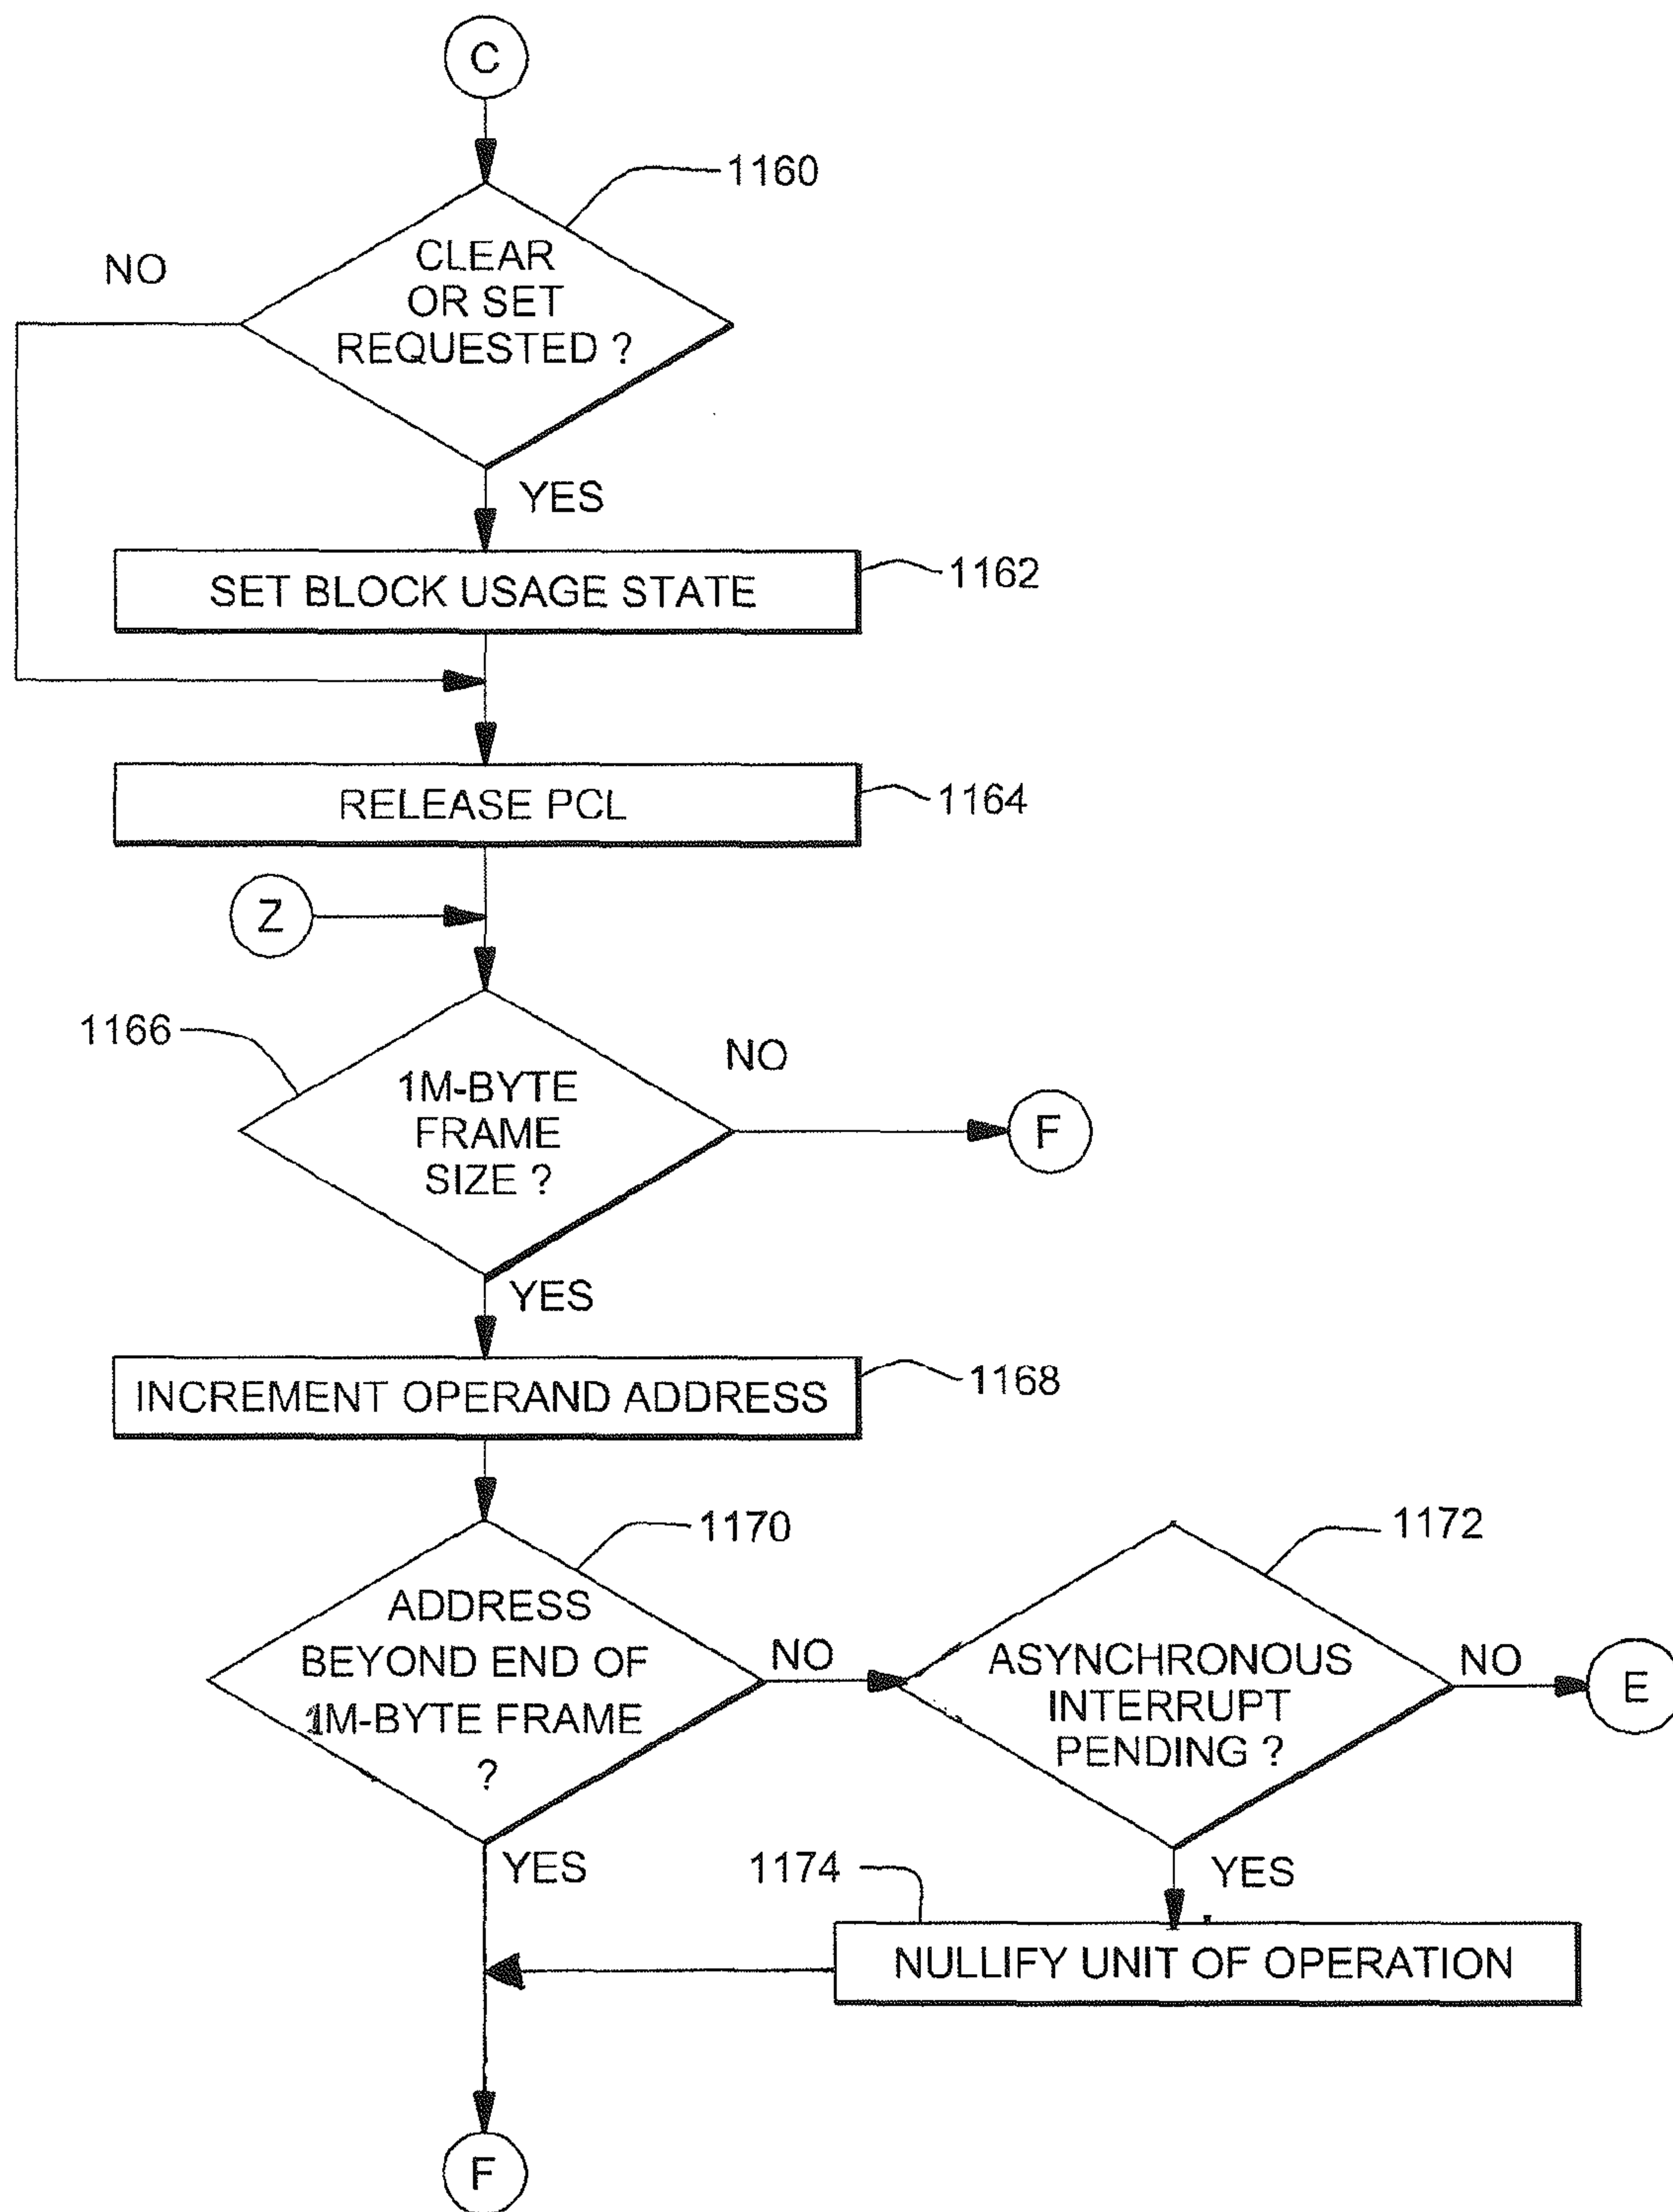 C
1160
CLEAR
OR SET
REQUESTED ?
NO
YES
SET BLOCK USAGE STATE
1162
RELEASE PCL
1164
Z
1166
1M-BYTE
FRAME
SIZE ?
NO
F
YES
INCREMENT OPERAND ADDRESS
1168
1170
ADDRESS
BEYOND END OF
1M-BYTE FRAME
?
NO
1172
ASYNCHRONOUS
INTERRUPT
PENDING ?
NO
E
YES
YES
1174
NULLIFY UNIT OF OPERATION
F